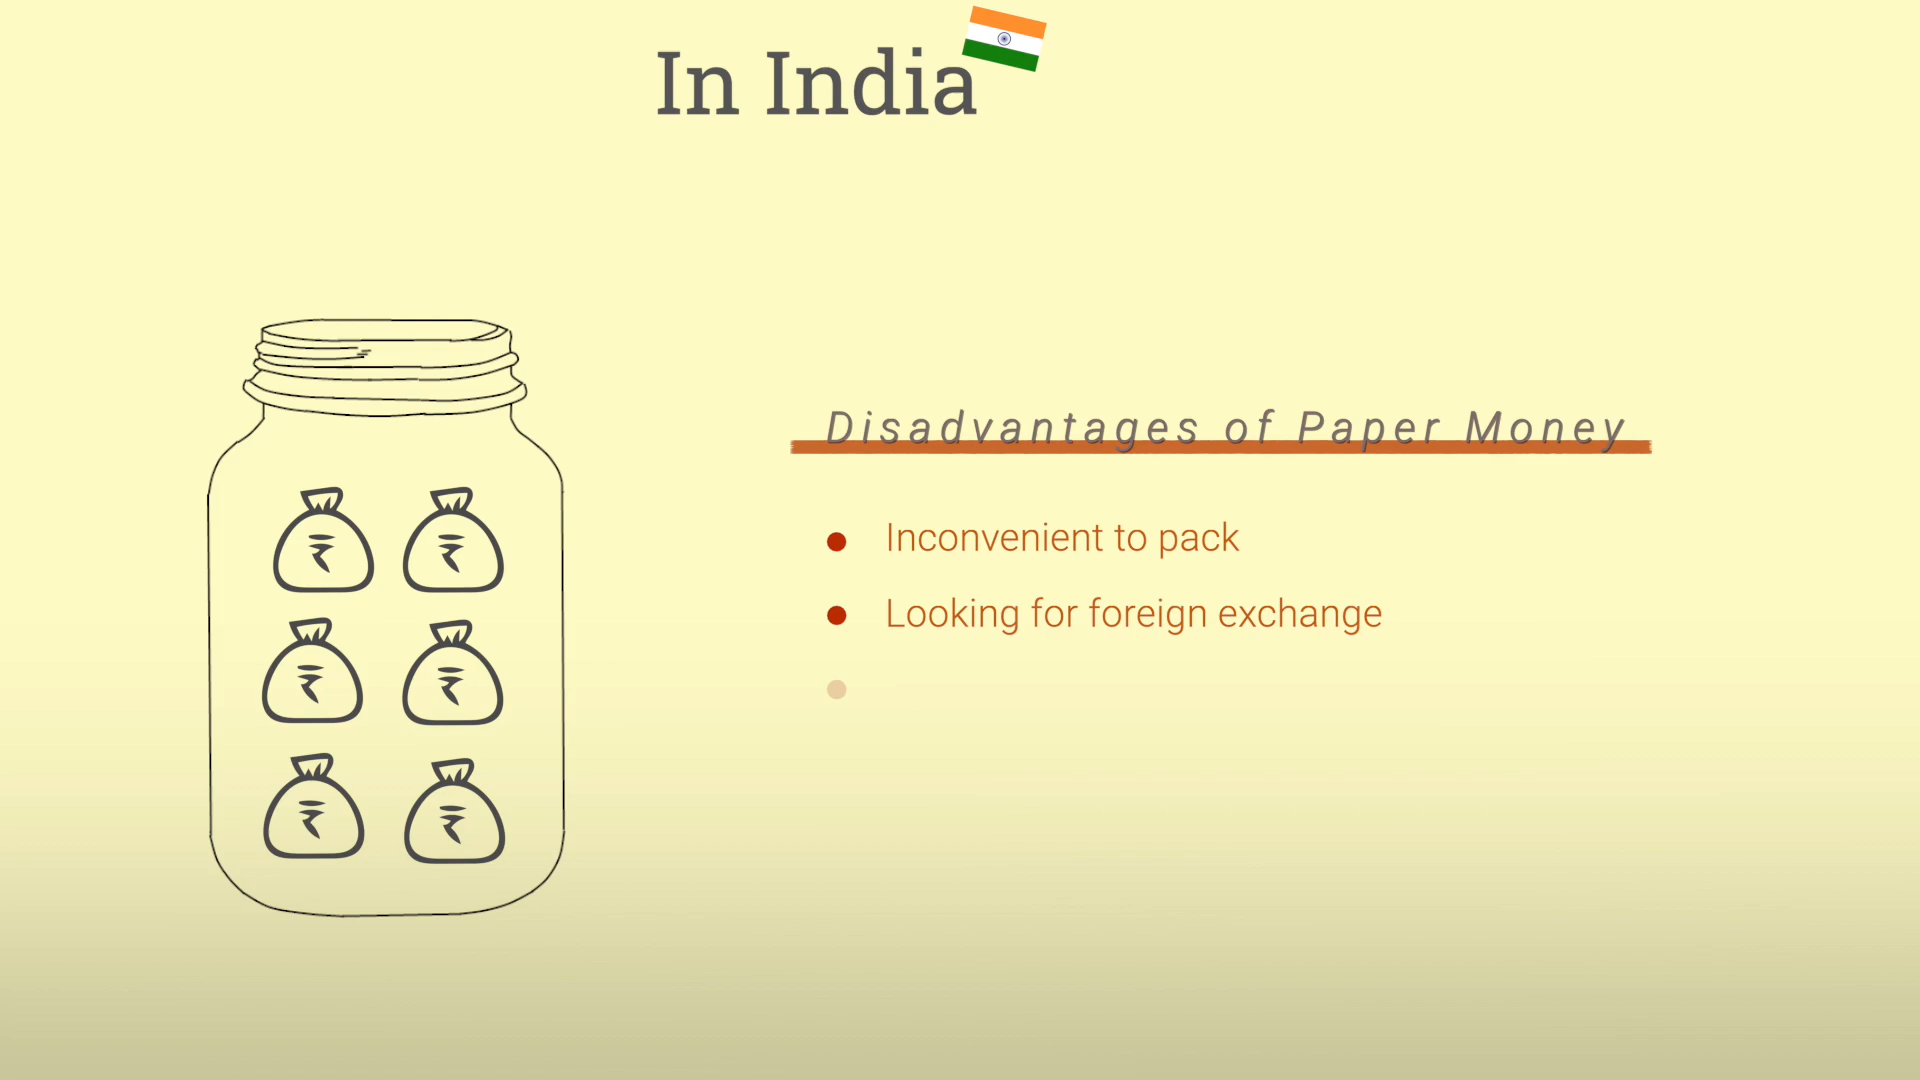 In India
Disadvantages of Paper Money
Inconvenient to pack
Looking for foreign exchange
₹ ₹
₹ ₹
₹ ₹